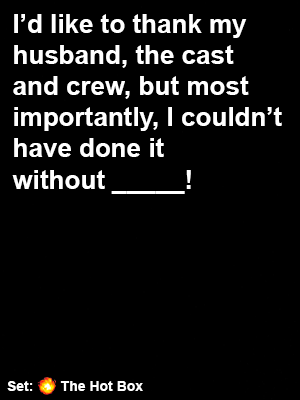 I’d like to thank my
husband, the cast
and crew, but most
importantly, I couldn’t
have done it
without _____!
Set: The Hot Box